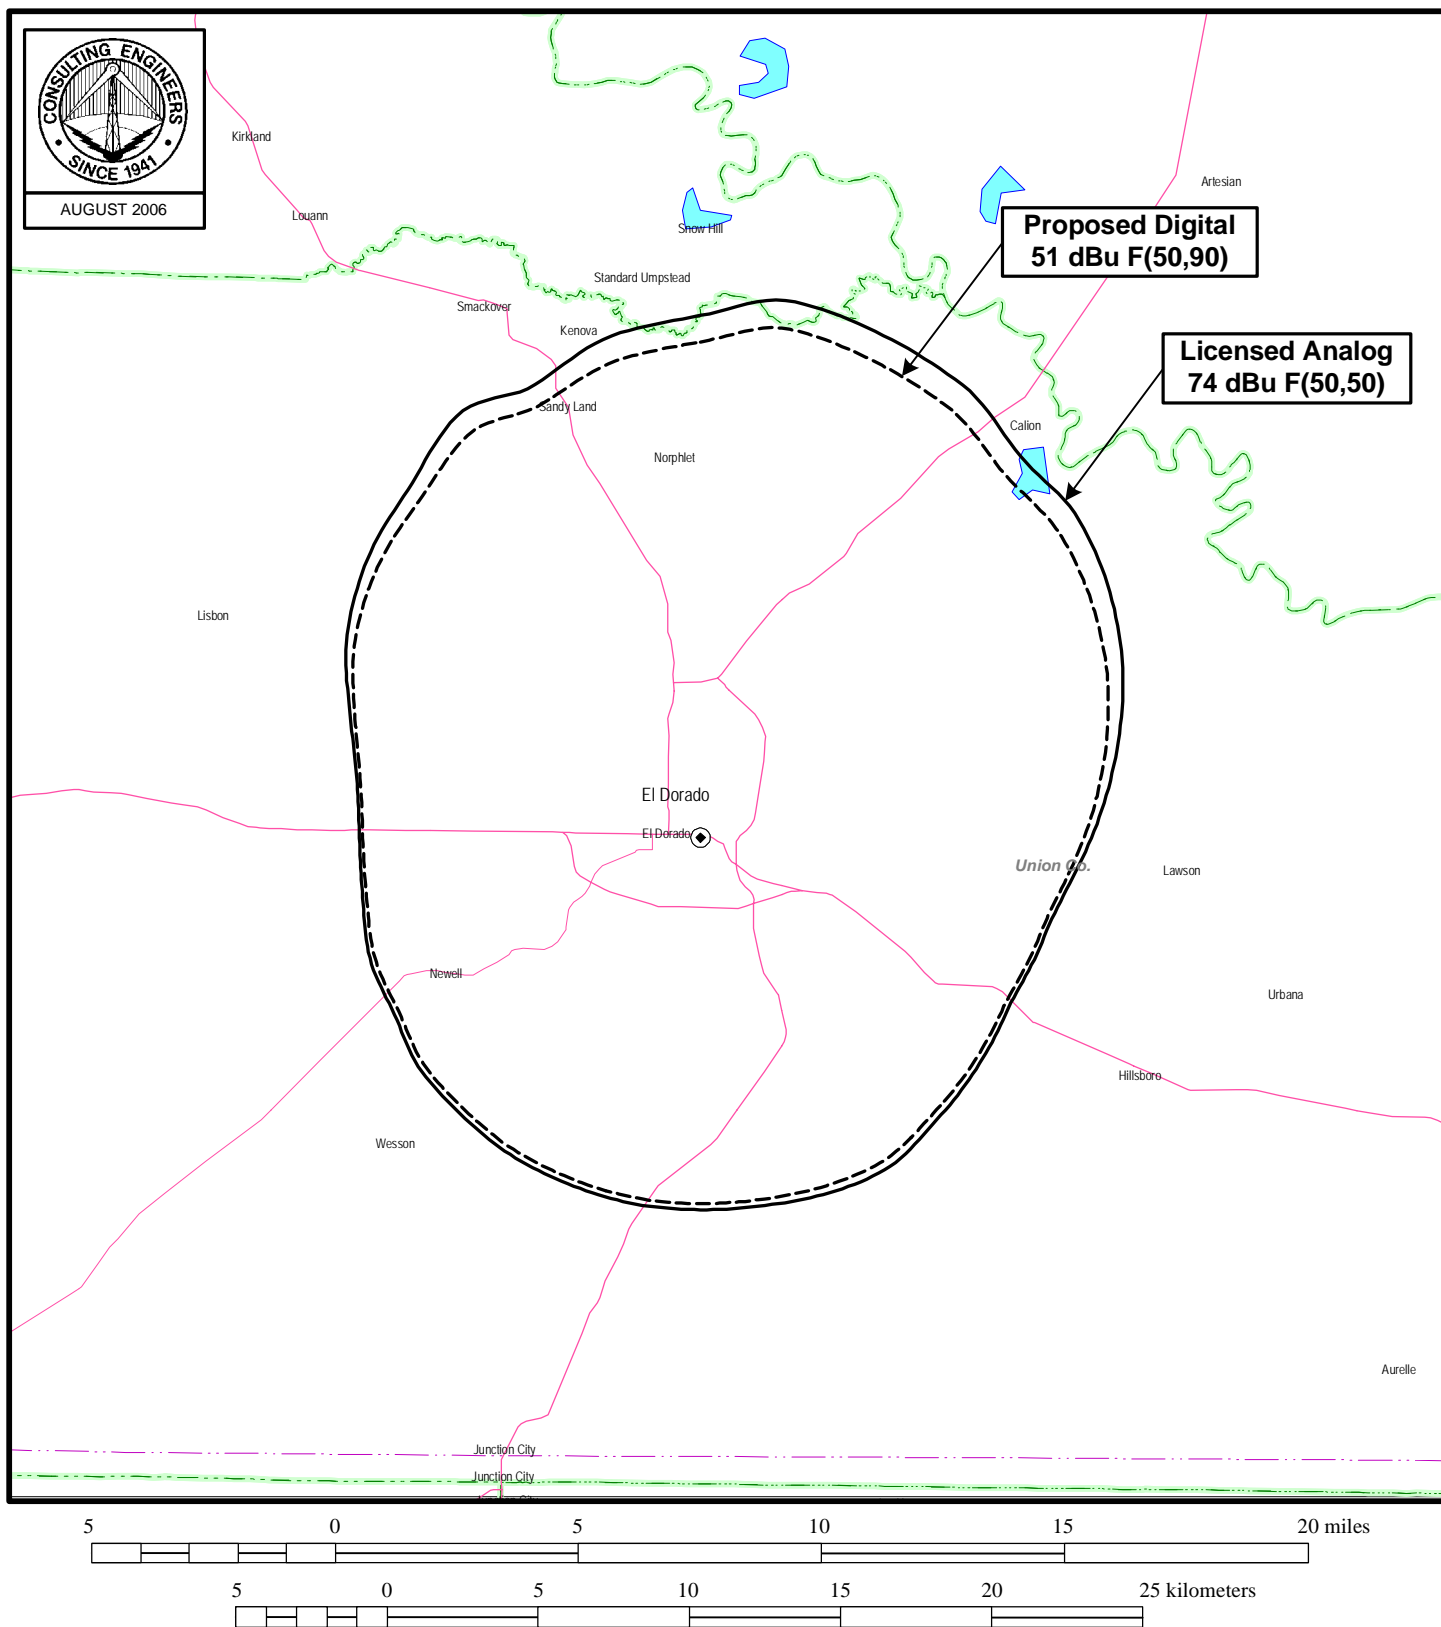 CONSULTING ENGINEERS
SINCE 1941
AUGUST 2006
Kirkland
Artesian
Louann
Snow Hill
Proposed Digital
51 dBu F(50,90)
Standard Umpstead
Smackover
Kenova
Licensed Analog
74 dBu F(50,50)
Sandy Land
Calion
Norphlet
Lisbon
El Dorado
El Dorado
Union Co.
Lawson
Newell
Urbana
Hillsboro
Wesson
Aurelle
Junction City
Junction City
5 0 5 10 15 20 miles
5 0 5 10 15 20 25 kilometers